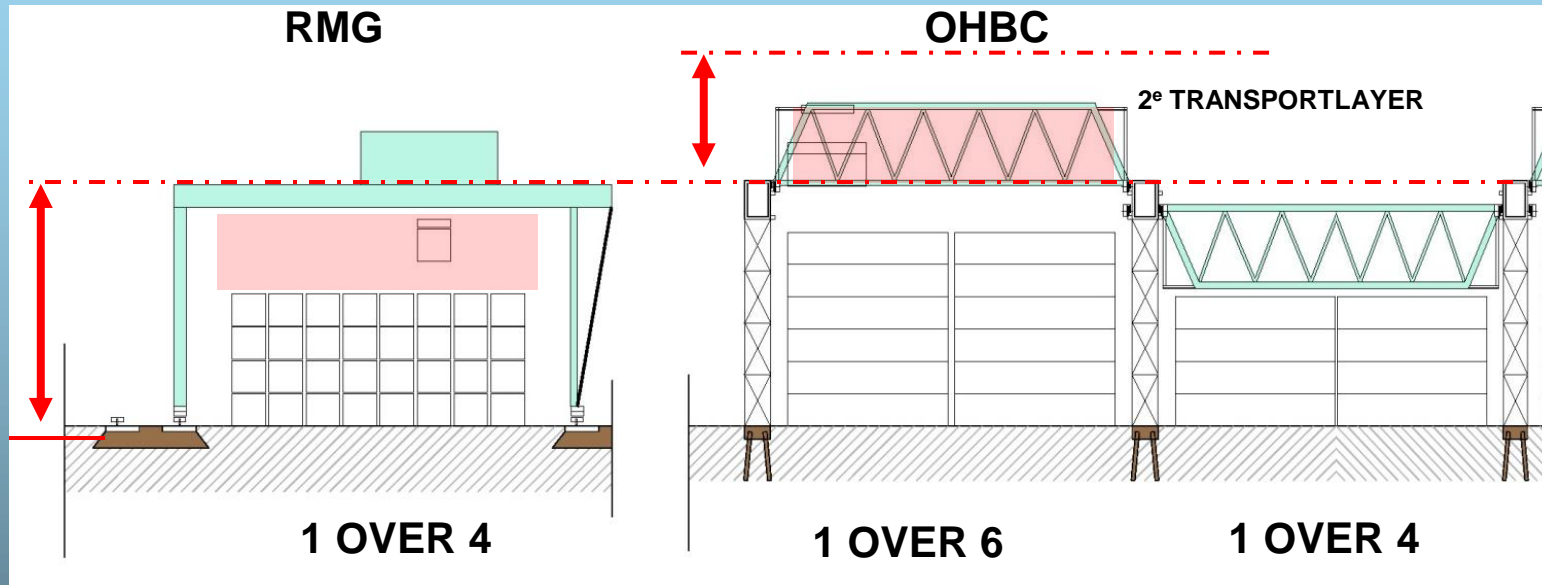 RMG
OHBC
2ᵉ TRANSPORTLAYER
1 OVER 4
1 OVER 6
1 OVER 4